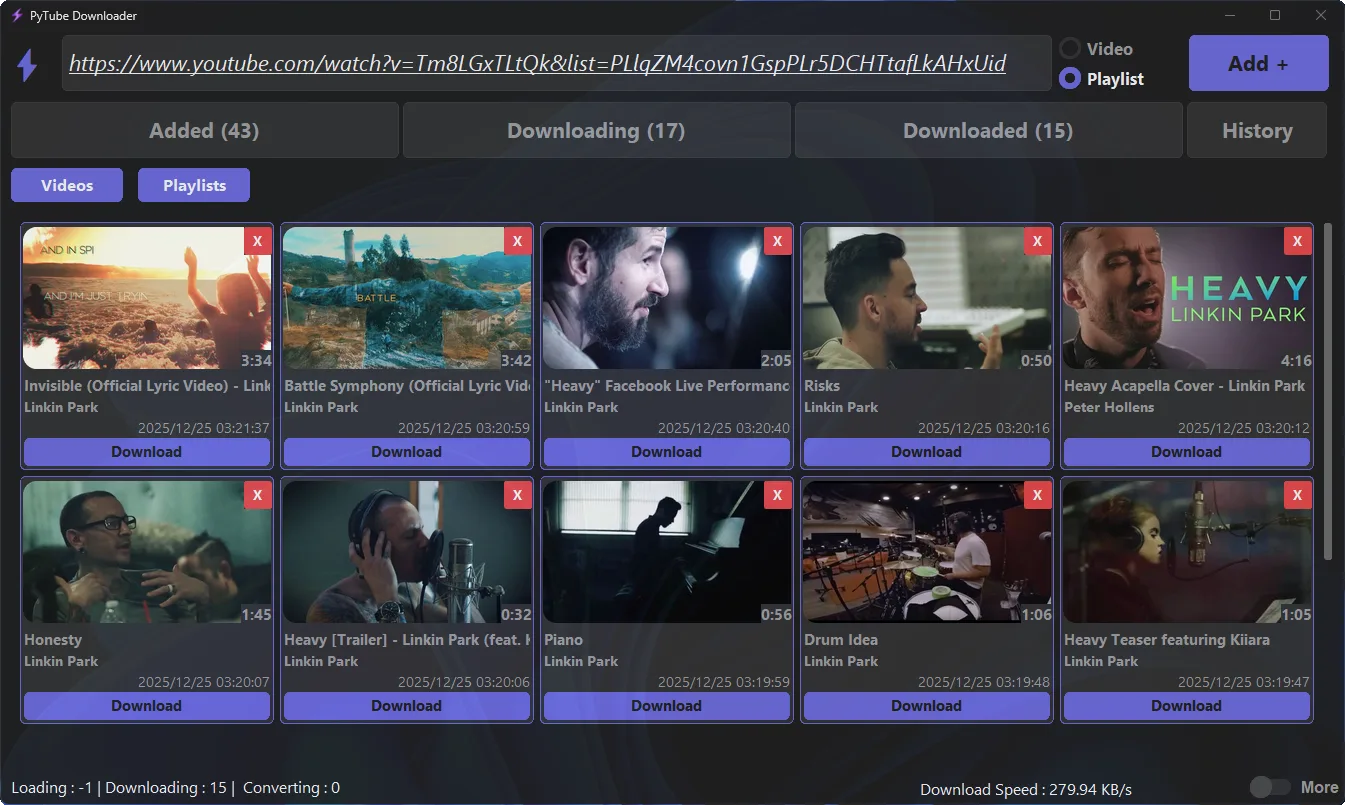 PyTube Downloader
https://www.youtube.com/watch?v=Tm8LGxTLtQk&list=PLlqZM4covn1GspPLr5DCHTtafLkAHxUid
Video
Playlist
Add +
Added (43)
Downloading (17)
Downloaded (15)
History
Videos
Playlists
AND IN SPI
AND I'M JUST TRYIN
X
3:34
Invisible (Official Lyric Video) - Link
Linkin Park
2025/12/25 03:21:37
Download
BATTLE
X
3:42
Battle Symphony (Official Lyric Vid
Linkin Park
2025/12/25 03:20:59
Download
X
2:05
"Heavy" Facebook Live Performanc
Linkin Park
2025/12/25 03:20:40
Download
X
0:50
Risks
Linkin Park
2025/12/25 03:20:16
Download
X
HEAVY
LINKIN PARK
4:16
Heavy Acapella Cover - Linkin Park
Peter Hollens
2025/12/25 03:20:12
Download
X
1:45
Honesty
Linkin Park
2025/12/25 03:20:07
Download
X
0:32
Heavy [Trailer] - Linkin Park (feat. K
Linkin Park
2025/12/25 03:20:06
Download
X
0:56
Piano
Linkin Park
2025/12/25 03:19:59
Download
X
1:06
Drum Idea
Linkin Park
2025/12/25 03:19:48
Download
X
1:05
Heavy Teaser featuring Kiiara
Linkin Park
2025/12/25 03:19:47
Download
Loading : -1 | Downloading : 15 | Converting : 0
Download Speed : 279.94 KB/s
More